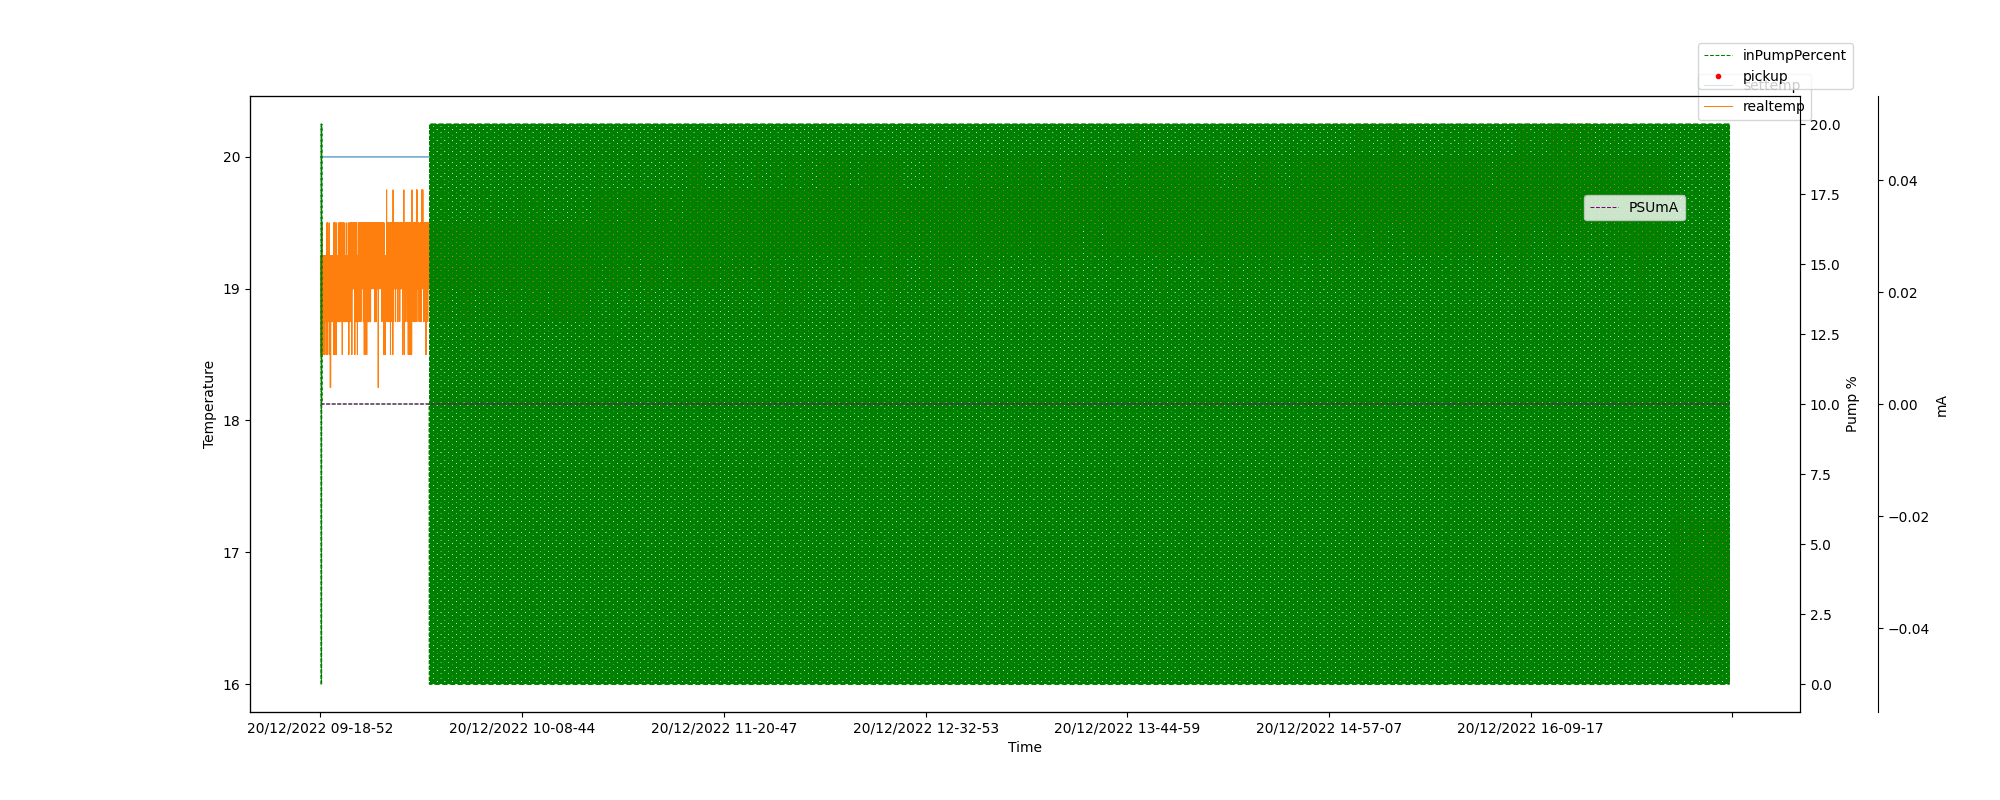 inPumpPercent
pickup
settemp
realtemp
PSUmA
20
19
18
17
16
Temperature
20.0
17.5
15.0
12.5
10.0
7.5
5.0
2.5
0.0
Pump %
0.04
0.02
0.00
−0.02
−0.04
mA
20/12/2022 09-18-52
20/12/2022 10-08-44
20/12/2022 11-20-47
20/12/2022 12-32-53
20/12/2022 13-44-59
20/12/2022 14-57-07
20/12/2022 16-09-17
Time